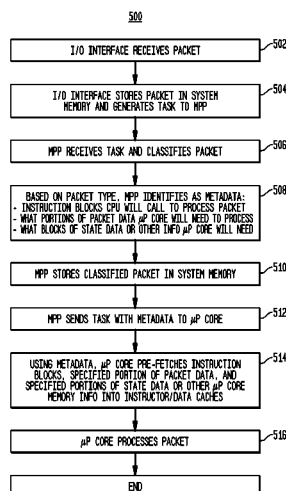 500
I/O INTERFACE RECEIVES PACKET
502
I/O INTERFACE STORES PACKET IN SYSTEM
MEMORY AND GENERATES TASK TO MPP
504
MPP RECEIVES TASK AND CLASSIFIES PACKET
506
BASED ON PACKET TYPE, MPP IDENTIFIES AS METADATA:
- INSTRUCTION BLOCKS CPU WILL CALL TO PROCESS PACKET
- WHAT PORTIONS OF PACKET DATA µP CORE WILL NEED TO PROCESS
- WHAT BLOCKS OF STATE DATA OR OTHER INFO µP CORE WILL NEED
508
MPP STORES CLASSIFIED PACKET IN SYSTEM MEMORY
510
MPP SENDS TASK WITH METADATA TO µP CORE
512
USING METADATA, µP CORE PRE-FETCHES INSTRUCTION
BLOCKS, SPECIFIED PORTION OF PACKET DATA, AND
SPECIFIED PORTIONS OF STATE DATA OR OTHER µP CORE
MEMORY INFO INTO INSTRUCTOR/DATA CACHES
514
µP CORE PROCESSES PACKET
516
END